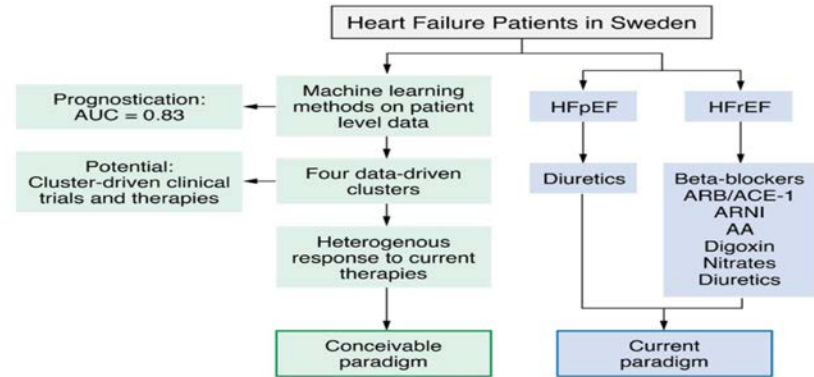 Heart Failure Patients in Sweden
Prognostication:
AUC = 0.83
Machine learning
methods on patient
level data
HFpEF
HFrEF
Potential:
Cluster-driven clinical
trials and therapies
Four data-driven
clusters
Diuretics
Beta-blockers
ARB/ACE-1
ARNI
AA
Digoxin
Nitrates
Diuretics
Heterogenous
response to current
therapies
Conceivable
paradigm
Current
paradigm